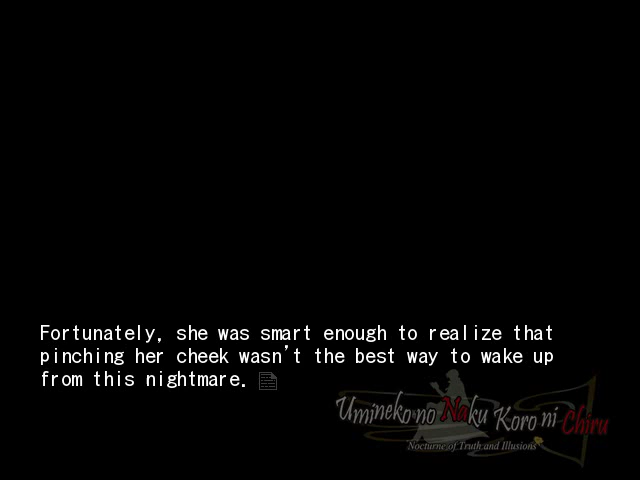 Fortunately, she was smart enough to realize that
pinching her cheek wasn't the best way to wake up
from this nightmare.
Umineko no Naku Koro ni Chiru
Nocturne of Truth and Illusions